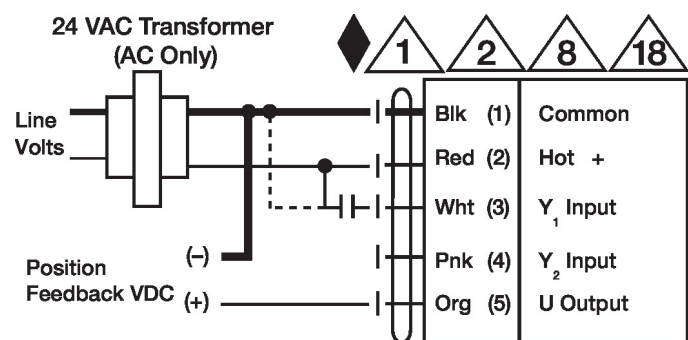 24 VAC Transformer
(AC Only)
1 2 8 18
Line
Volts
Blk (1) Common
Red (2) Hot +
Wht (3) Y1 Input
Pnk (4) Y2 Input
Org (5) U Output
Position
Feedback VDC
(–)
(+)